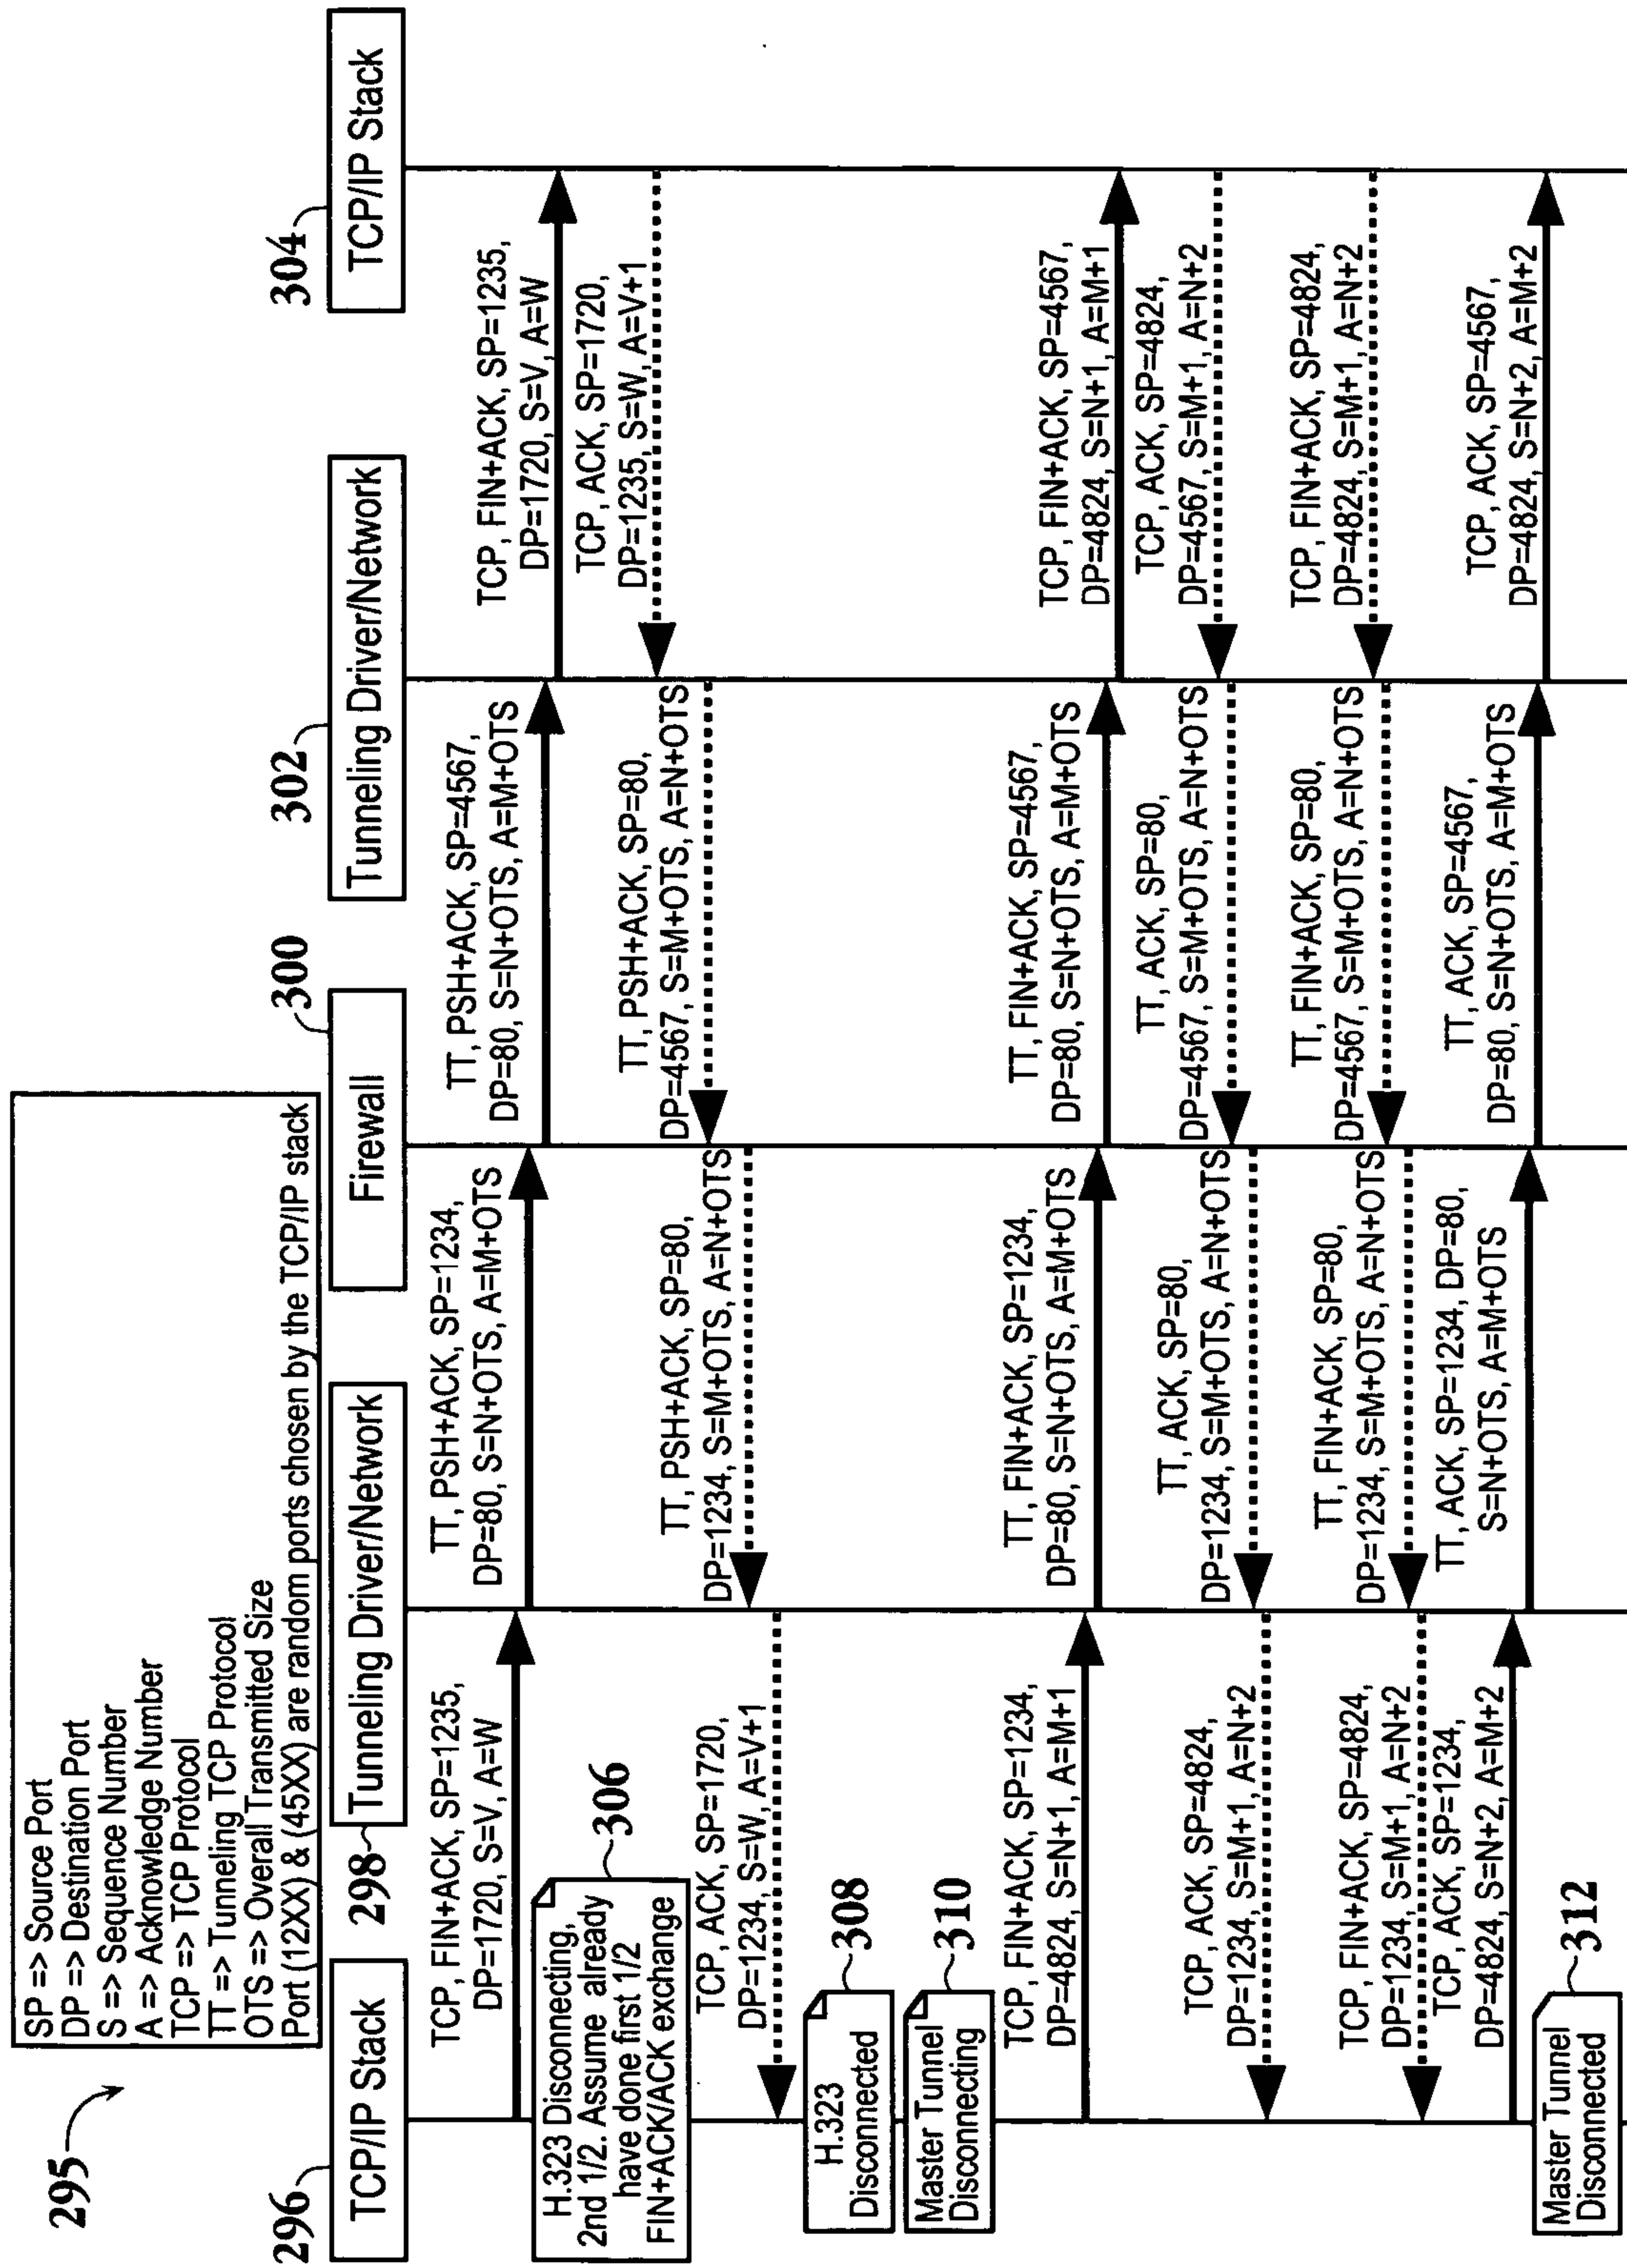 295
SP => Source Port
DP => Destination Port
S => Sequence Number
A => Acknowledge Number
TCP => TCP Protocol
TT => Tunneling TCP Protocol
OTS => Overall Transmitted Size
Port (12XX) & (45XX) are random ports chosen by the TCP/IP stack
296
TCP/IP Stack
298
Tunneling Driver/Network
300
Firewall
302
Tunneling Driver/Network
304
TCP/IP Stack
TCP, FIN+ACK, SP=1235,
DP=1720, S=V, A=W
TT, PSH+ACK, SP=1234,
DP=80, S=N+OTS, A=M+OTS
TT, PSH+ACK, SP=4567,
DP=80, S=N+OTS, A=M+OTS
TCP, FIN+ACK, SP=1235,
DP=1720, S=V, A=W
H.323 Disconnecting,
2nd 1/2. Assume already
have done first 1/2
FIN+ACK/ACK exchange
306
TCP, ACK, SP=1720,
DP=1235, S=W, A=V+1
TT, PSH+ACK, SP=80,
DP=4567, S=M+OTS, A=N+OTS
TT, PSH+ACK, SP=80,
DP=1234, S=M+OTS, A=N+OTS
TCP, ACK, SP=1720,
DP=1234, S=W, A=V+1
H.323
Disconnected
308
Master Tunnel
Disconnecting
310
TCP, FIN+ACK, SP=1234,
DP=4824, S=N+1, A=M+1
TT, FIN+ACK, SP=1234,
DP=80, S=N+OTS, A=M+OTS
TT, FIN+ACK, SP=4567,
DP=80, S=N+OTS, A=M+OTS
TCP, FIN+ACK, SP=4567,
DP=4824, S=N+1, A=M+1
TCP, ACK, SP=4824,
DP=4567, S=M+1, A=N+2
TT, ACK, SP=80,
DP=4567, S=M+OTS, A=N+OTS
TT, ACK, SP=80,
DP=1234, S=M+OTS, A=N+OTS
TCP, ACK, SP=4824,
DP=1234, S=M+1, A=N+2
TCP, FIN+ACK, SP=4824,
DP=4824, S=M+1, A=N+2
TT, FIN+ACK, SP=80,
DP=4567, S=M+OTS, A=N+OTS
TT, FIN+ACK, SP=80,
DP=1234, S=M+OTS, A=N+OTS
TCP, FIN+ACK, SP=4824,
DP=1234, S=M+1, A=N+2
TCP, ACK, SP=1234,
DP=4824, S=N+2, A=M+2
TT, ACK, SP=1234, DP=80,
S=N+OTS, A=M+OTS
TT, ACK, SP=4567,
DP=80, S=N+OTS, A=M+OTS
TCP, ACK, SP=4567,
DP=4824, S=N+2, A=M+2
Master Tunnel
Disconnected
312